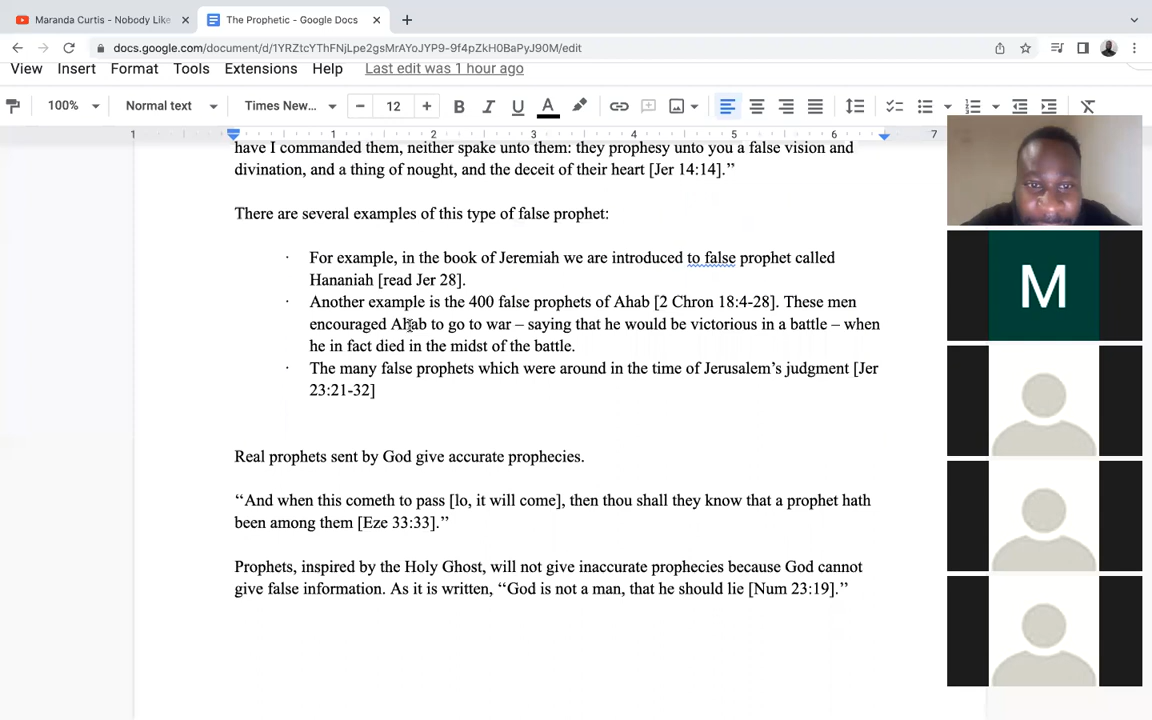 Maranda Curtis - Nobody Like
The Prophetic - Google Docs
docs.google.com/document/d/1YRZtcYThFNjLpe2gsMrAYoJYP9-9f4pZkH0BaPyJ90M/edit
View Insert Format Tools Extensions Help Last edit was 1 hour ago
100% Normal text Times New... 12 B I U A
1 1 2 3 4 5 6 7
have I commanded them, neither spake unto them: they prophesy unto you a false vision and
divination, and a thing of nought, and the deceit of their heart [Jer 14:14].’’
There are several examples of this type of false prophet:
· For example, in the book of Jeremiah we are introduced to false prophet called
Hananiah [read Jer 28].
· Another example is the 400 false prophets of Ahab [2 Chron 18:4-28]. These men
encouraged Ahab to go to war – saying that he would be victorious in a battle – when
he in fact died in the midst of the battle.
· The many false prophets which were around in the time of Jerusalem’s judgment [Jer
23:21-32]
Real prophets sent by God give accurate prophecies.
‘‘And when this cometh to pass [lo, it will come], then thou shall they know that a prophet hath
been among them [Eze 33:33].’’
Prophets, inspired by the Holy Ghost, will not give inaccurate prophecies because God cannot
give false information. As it is written, ‘‘God is not a man, that he should lie [Num 23:19].’’
M